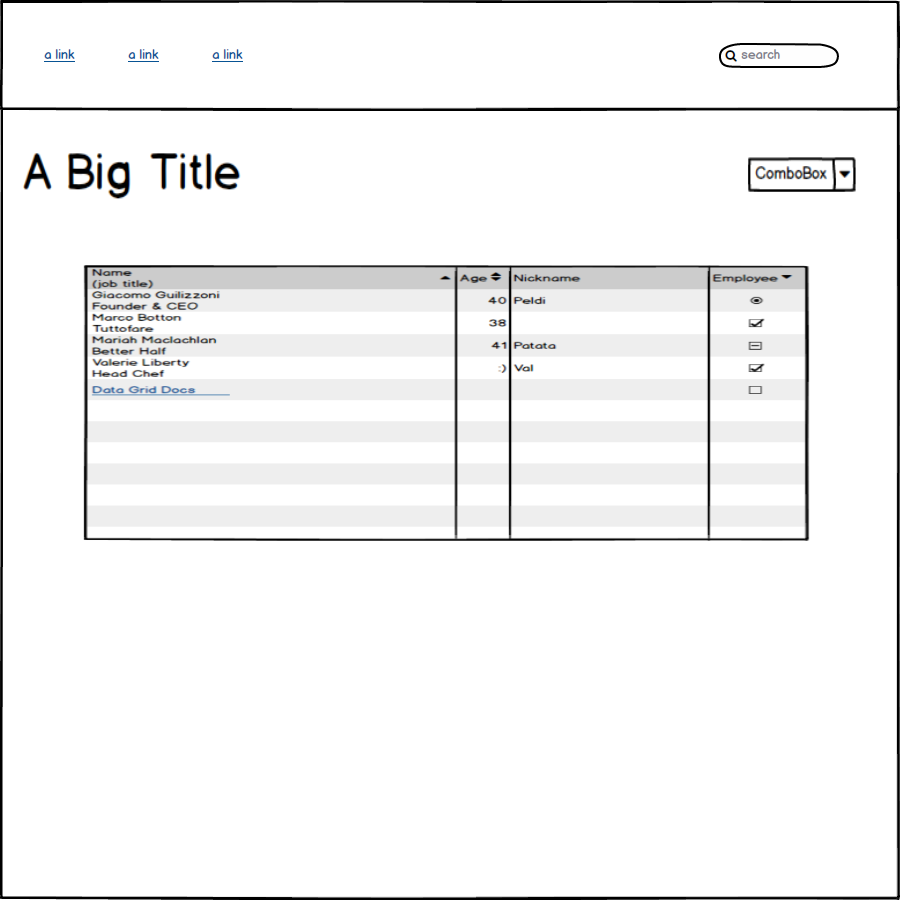 a link a link a link search
A Big Title ComboBox
Name
(job title) Age Nickname Employee
Giacomo Guilizzoni
Founder & CEO 40 Peldi
Marco Botton
Tuttofare 38
Mariah Maclachlan
Better Half 41 Patata
Valerie Liberty
Head Chef :) Val
Data Grid Docs